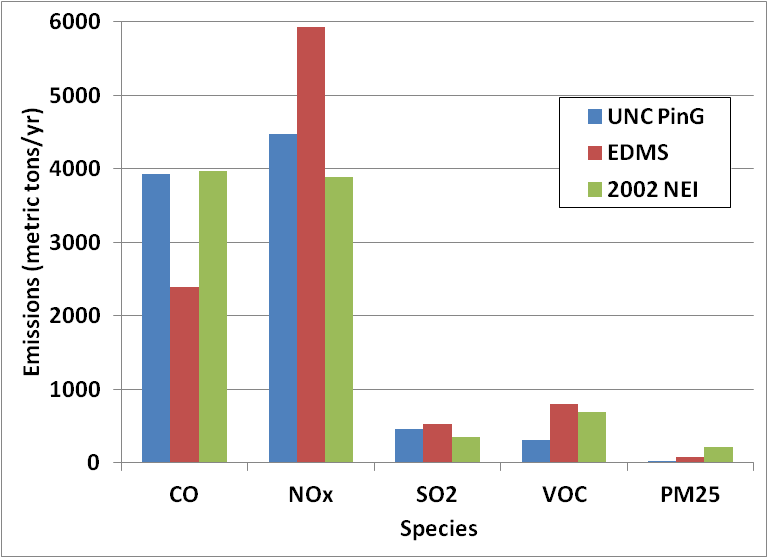 6000
5000
4000
3000
2000
1000
0
Emissions (metric tons/yr)
UNC PinG
EDMS
2002 NEI
CO NOx SO2 VOC PM25
Species